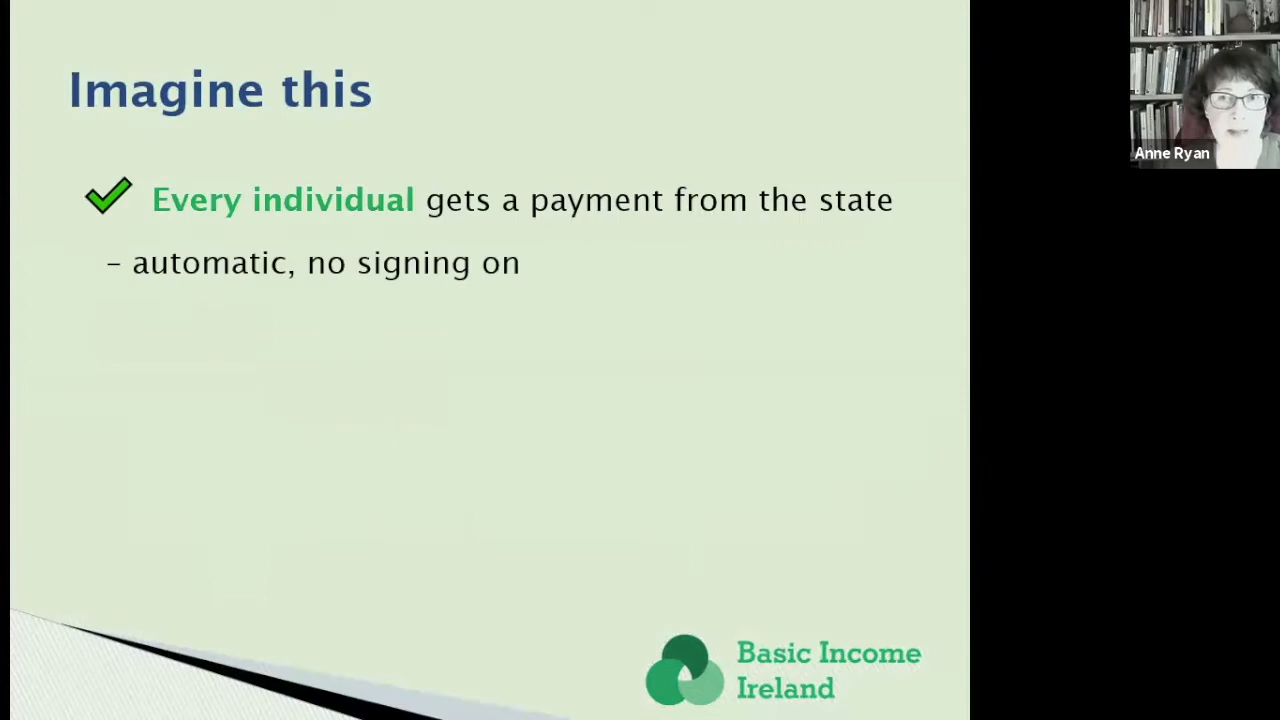 Imagine this
Every individual gets a payment from the state
– automatic, no signing on
Anne Ryan
Basic Income
Ireland